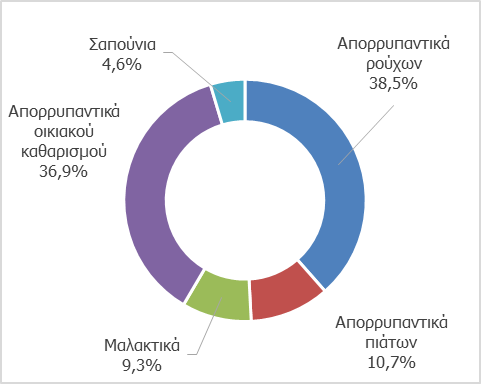 Σαπούνια
4,6%
Απορρυπαντικά
ρούχων
38,5%
Απορρυπαντικά
οικιακού
καθαρισμού
36,9%
Μαλακτικά
9,3%
Απορρυπαντικά
πιάτων
10,7%